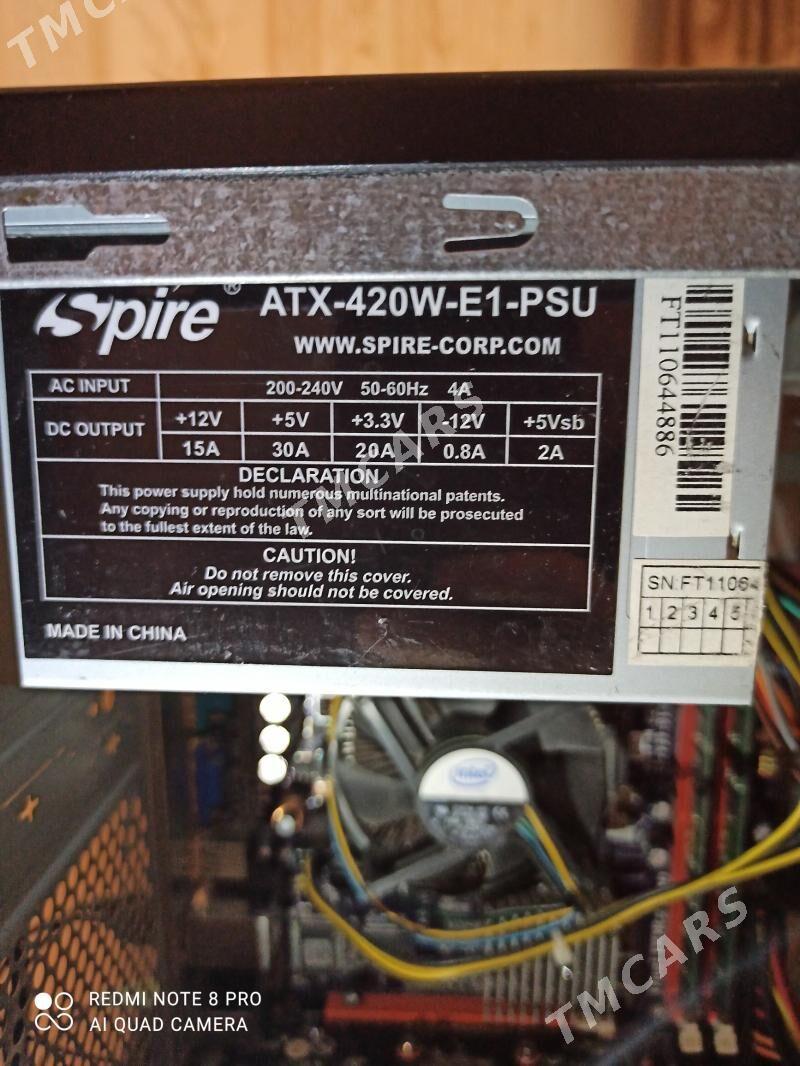 TMCARS
Spire® ATX-420W-E1-PSU
WWW.SPIRE-CORP.COM
AC INPUT 200-240V 50-60Hz 4A
DC OUTPUT +12V +5V +3.3V -12V +5Vsb
15A 30A 20A 0.8A 2A
DECLARATION
This power supply hold numerous multinational patents.
Any copying or reproduction of any sort will be prosecuted
to the fullest extent of the law.
CAUTION!
Do not remove this cover.
Air opening should not be covered.
MADE IN CHINA
FT110644886
SN:FT11064
1 2 3 4 5
TMCARS
intel
TMCARS
REDMI NOTE 8 PRO
AI QUAD CAMERA